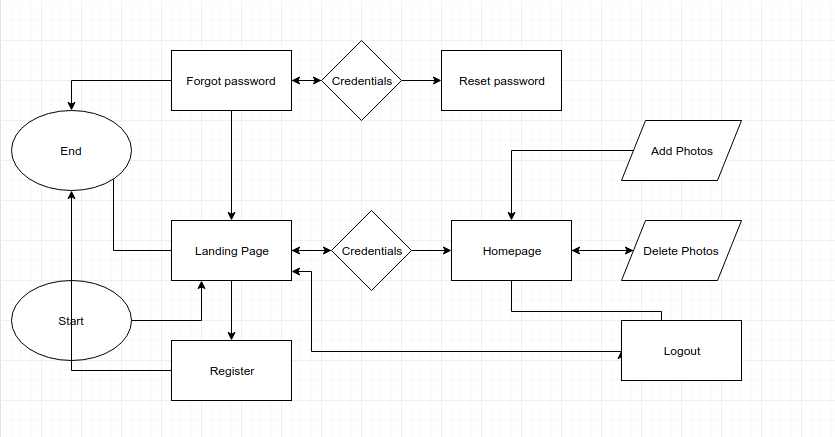 Forgot password
Credentials
Reset password
End
Add Photos
Landing Page
Credentials
Homepage
Delete Photos
Start
Logout
Register